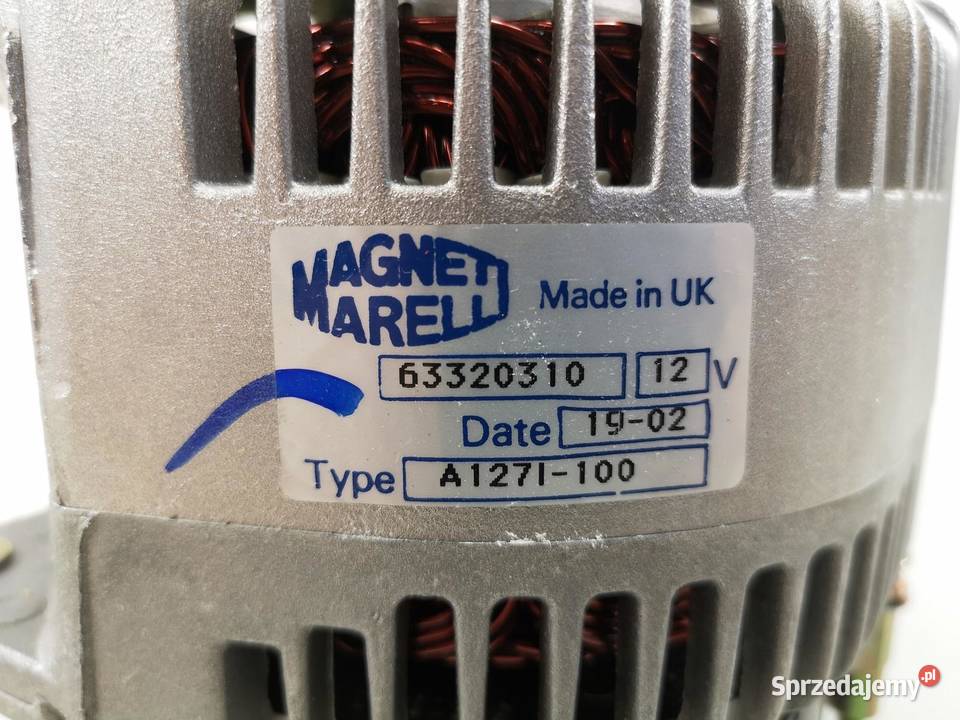 MAGNETI
MARELLI
Made in UK
63320310 12 V
Date 19-02
Type A127I-100
Sprzedajemy.pl